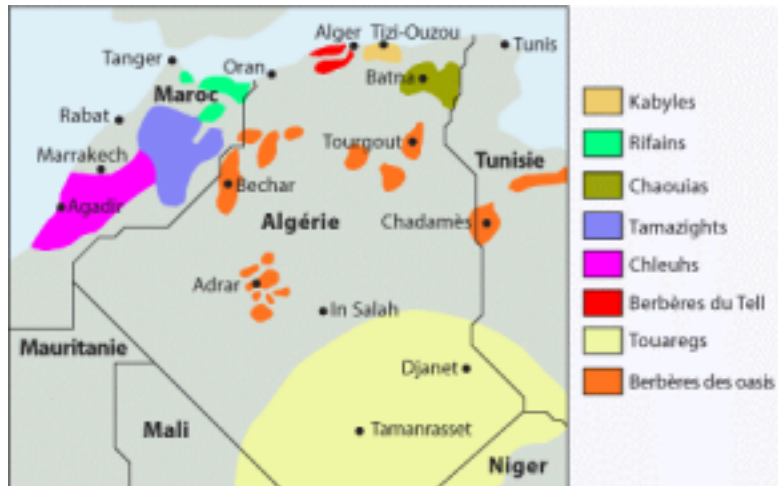 Alger
Tizi-Ouzou
Tunis
Tanger
Oran
Batna
Maroc
Rabat
Tourgout
Tunisie
Marrakech
Bechar
Agadir
Algérie
Chadamès
Adrar
In Salah
Mauritanie
Djanet
Mali
Tamanrasset
Niger
Kabyles
Rifains
Chaouïas
Tamazights
Chleuhs
Berbères du Tell
Touaregs
Berbères des oasis